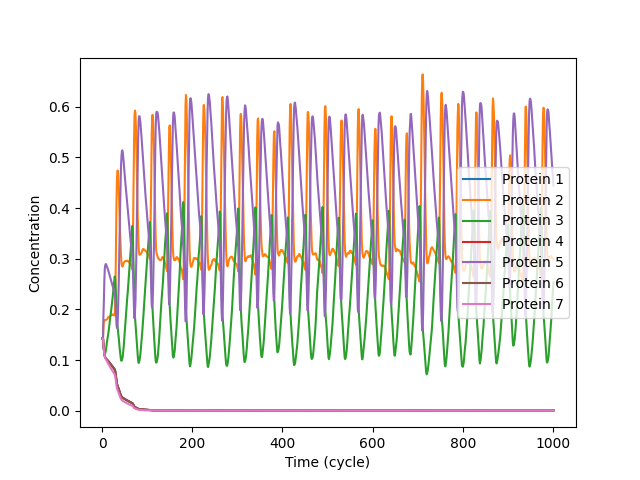 0.6
0.5
0.4
0.3
0.2
0.1
0.0
Concentration
0
200
400
600
800
1000
Time (cycle)
Protein 1
Protein 2
Protein 3
Protein 4
Protein 5
Protein 6
Protein 7